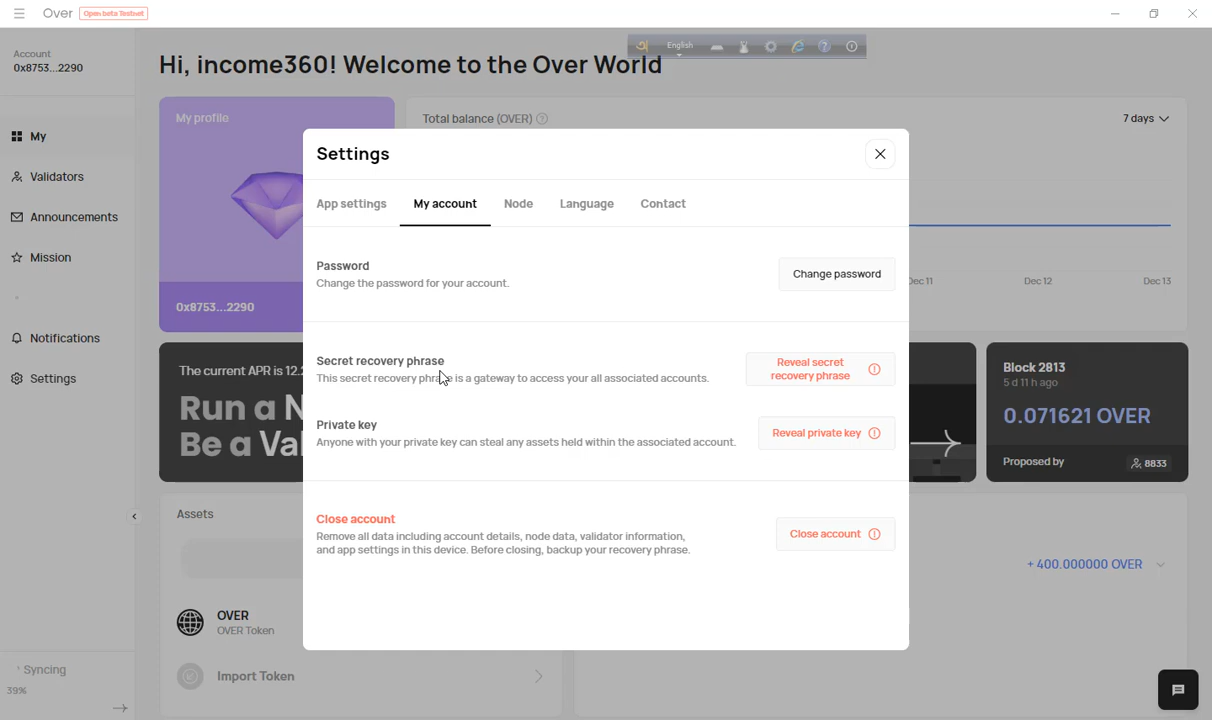 Over Open beta Testnet
English
Account
0x8753...2290
My
Validators
Announcements
Mission
Notifications
Settings
Syncing
39%
Hi, income360! Welcome to the Over World
My profile
0x8753...2290
Total balance (OVER)
7 days
Dec 11
Dec 12
Dec 13
Settings
App settings
My account
Node
Language
Contact
Password
Change the password for your account.
Change password
Secret recovery phrase
This secret recovery phrase is a gateway to access your all associated accounts.
Reveal secret
recovery phrase
Private key
Anyone with your private key can steal any assets held within the associated account.
Reveal private key
Close account
Remove all data including account details, node data, validator information,
and app settings in this device. Before closing, backup your recovery phrase.
Close account
The current APR is 12.2
Run a N
Be a Val
Block 2813
5 d 11 h ago
0.071621 OVER
Proposed by
8833
Assets
+ 400.000000 OVER
OVER
OVER Token
Import Token